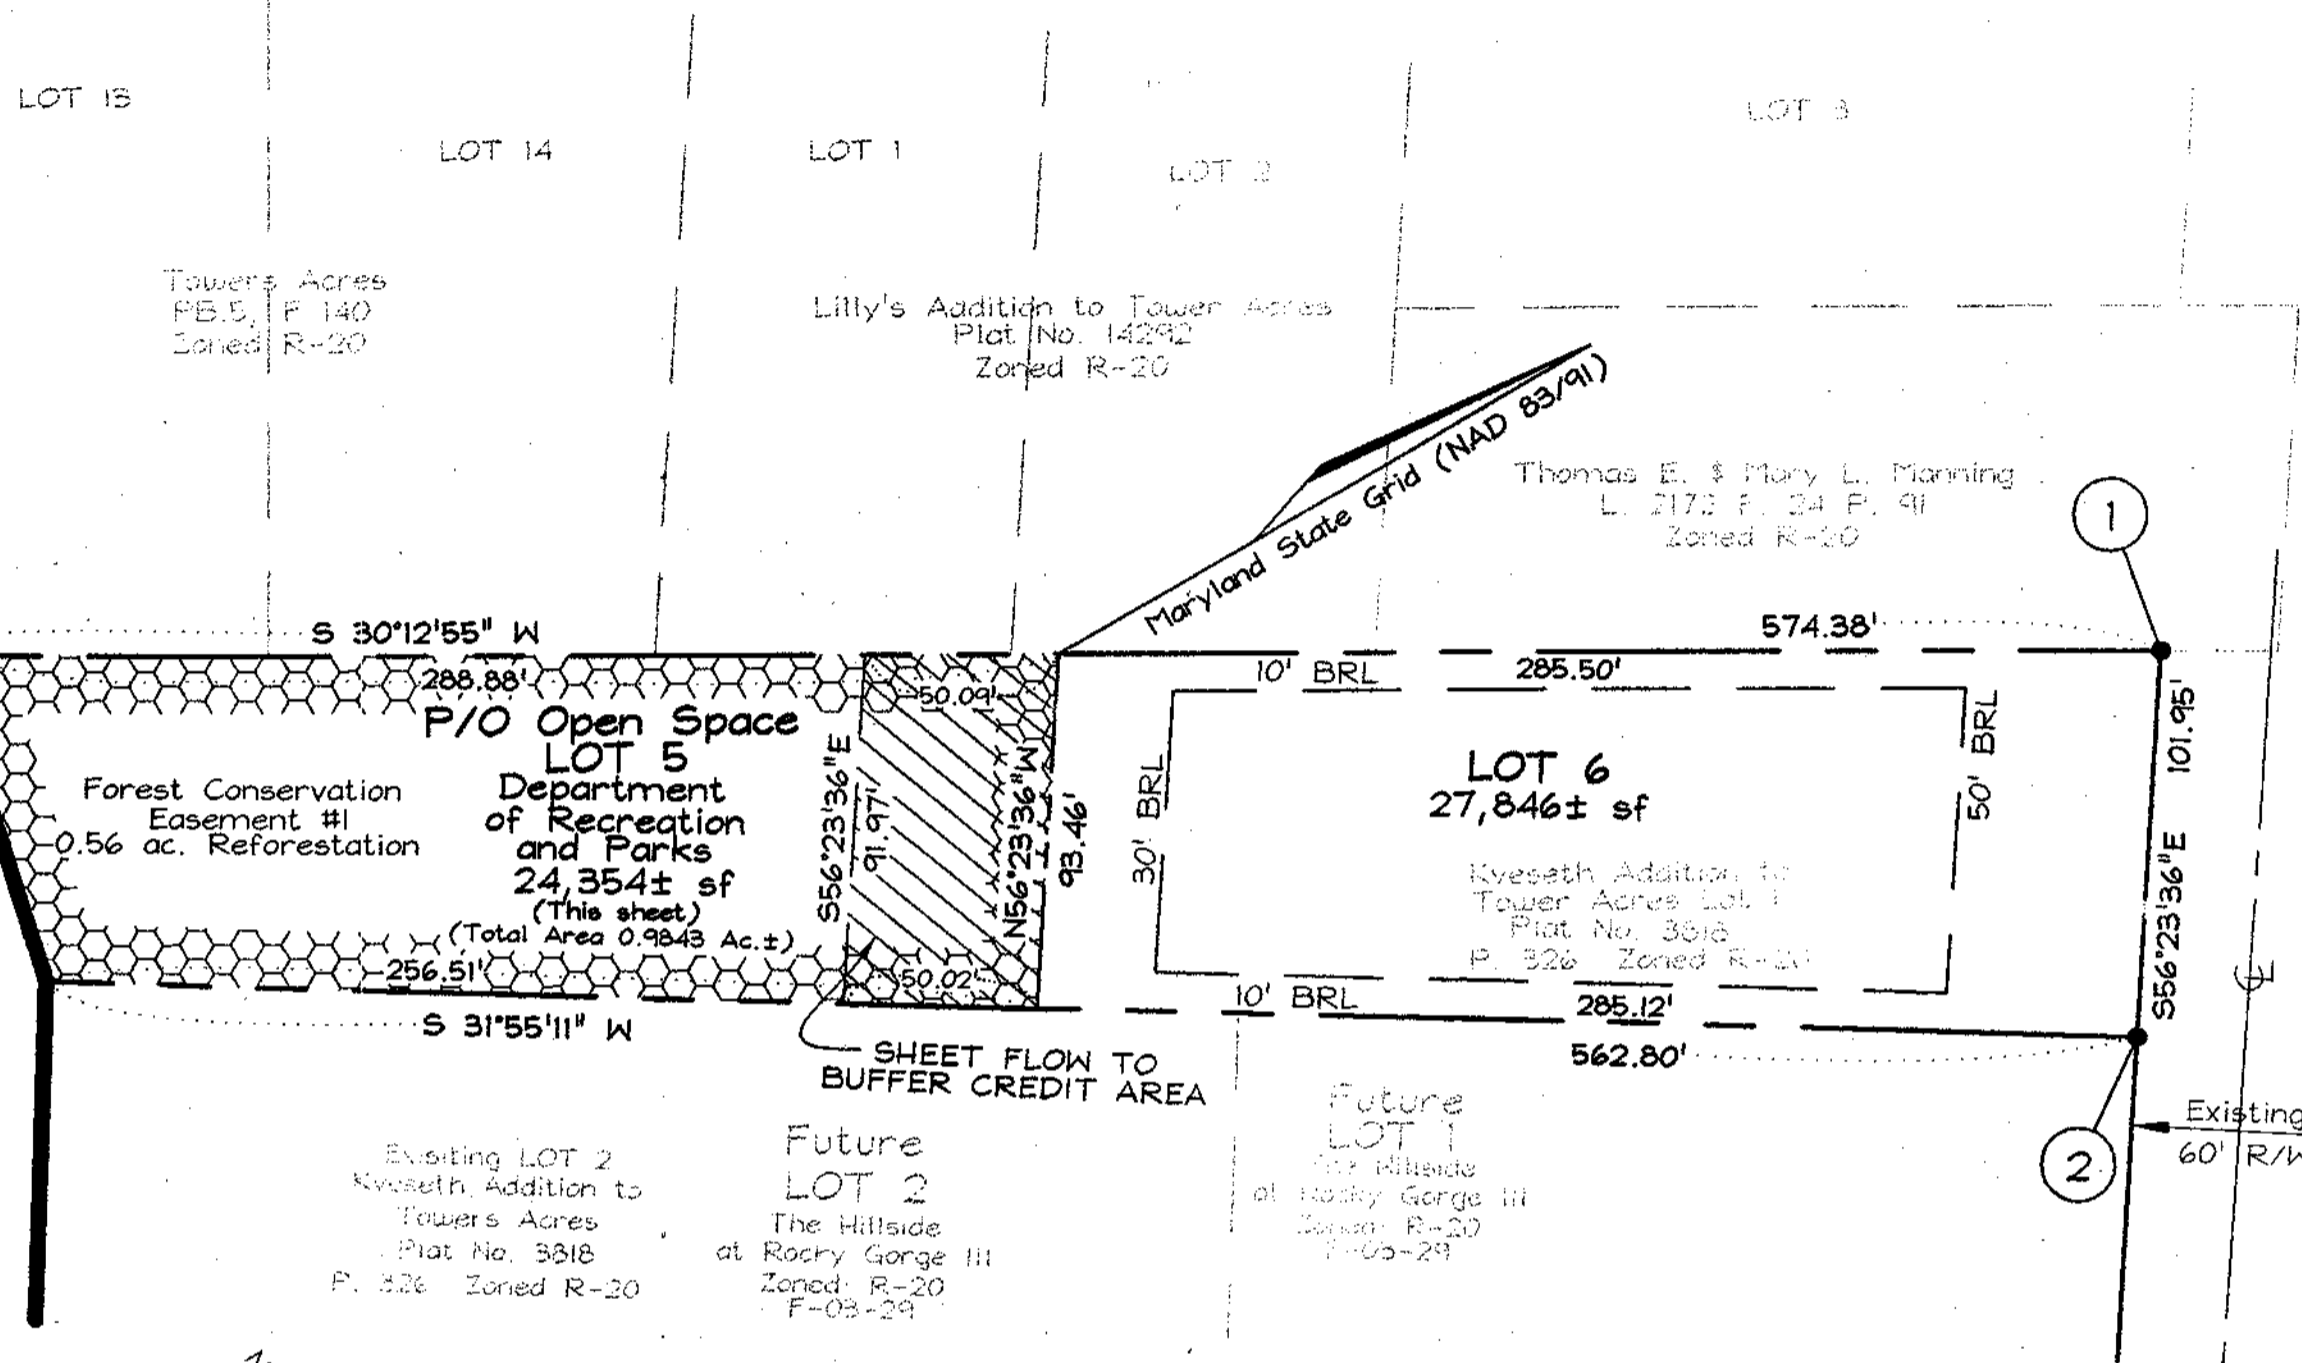 LOT 13
LOT 14
LOT 1
LOT 2
LOT 3
Towers Acres
PB.5, F 140
Zoned R-20
Lilly's Addition to Tower Acres
Plat No. 14292
Zoned R-20
Maryland State Grid (NAD 83/91)
Thomas E. & Mary L. Manning
L. F. 24 P. 91
Zoned R-20
1
S 30°12'55" W
574.38'
288.88'
50.09'
10' BRL
285.50'
P/O Open Space
LOT 5
Department
of Recreation
and Parks
24,354± sf
(This sheet)
(Total Area 0.9843 Ac.±)
Forest Conservation
Easement #1
0.56 ac. Reforestation
S56°23'36"E
91.97'
N56°23'36"W
93.46'
30' BRL
LOT 6
27,846± sf
Kveseth Addition to
Tower Acres Lot 1
Plat No. 3818
P. 326 Zoned R-20
50' BRL
101.95'
S56°23'36"E
256.51'
50.02'
10' BRL
285.12'
S 31°55'11" W
562.80'
SHEET FLOW TO
BUFFER CREDIT AREA
2
Existing
60' R/W
Exsiting LOT 2
Kveseth Addition to
Towers Acres
Plat No. 3818
P. 326 Zoned R-20
Future
LOT 2
The Hillside
at Rocky Gorge III
Zoned: R-20
F-03-29
Future
LOT 1
The Hillside
at Rocky Gorge III
Zoned: R-20